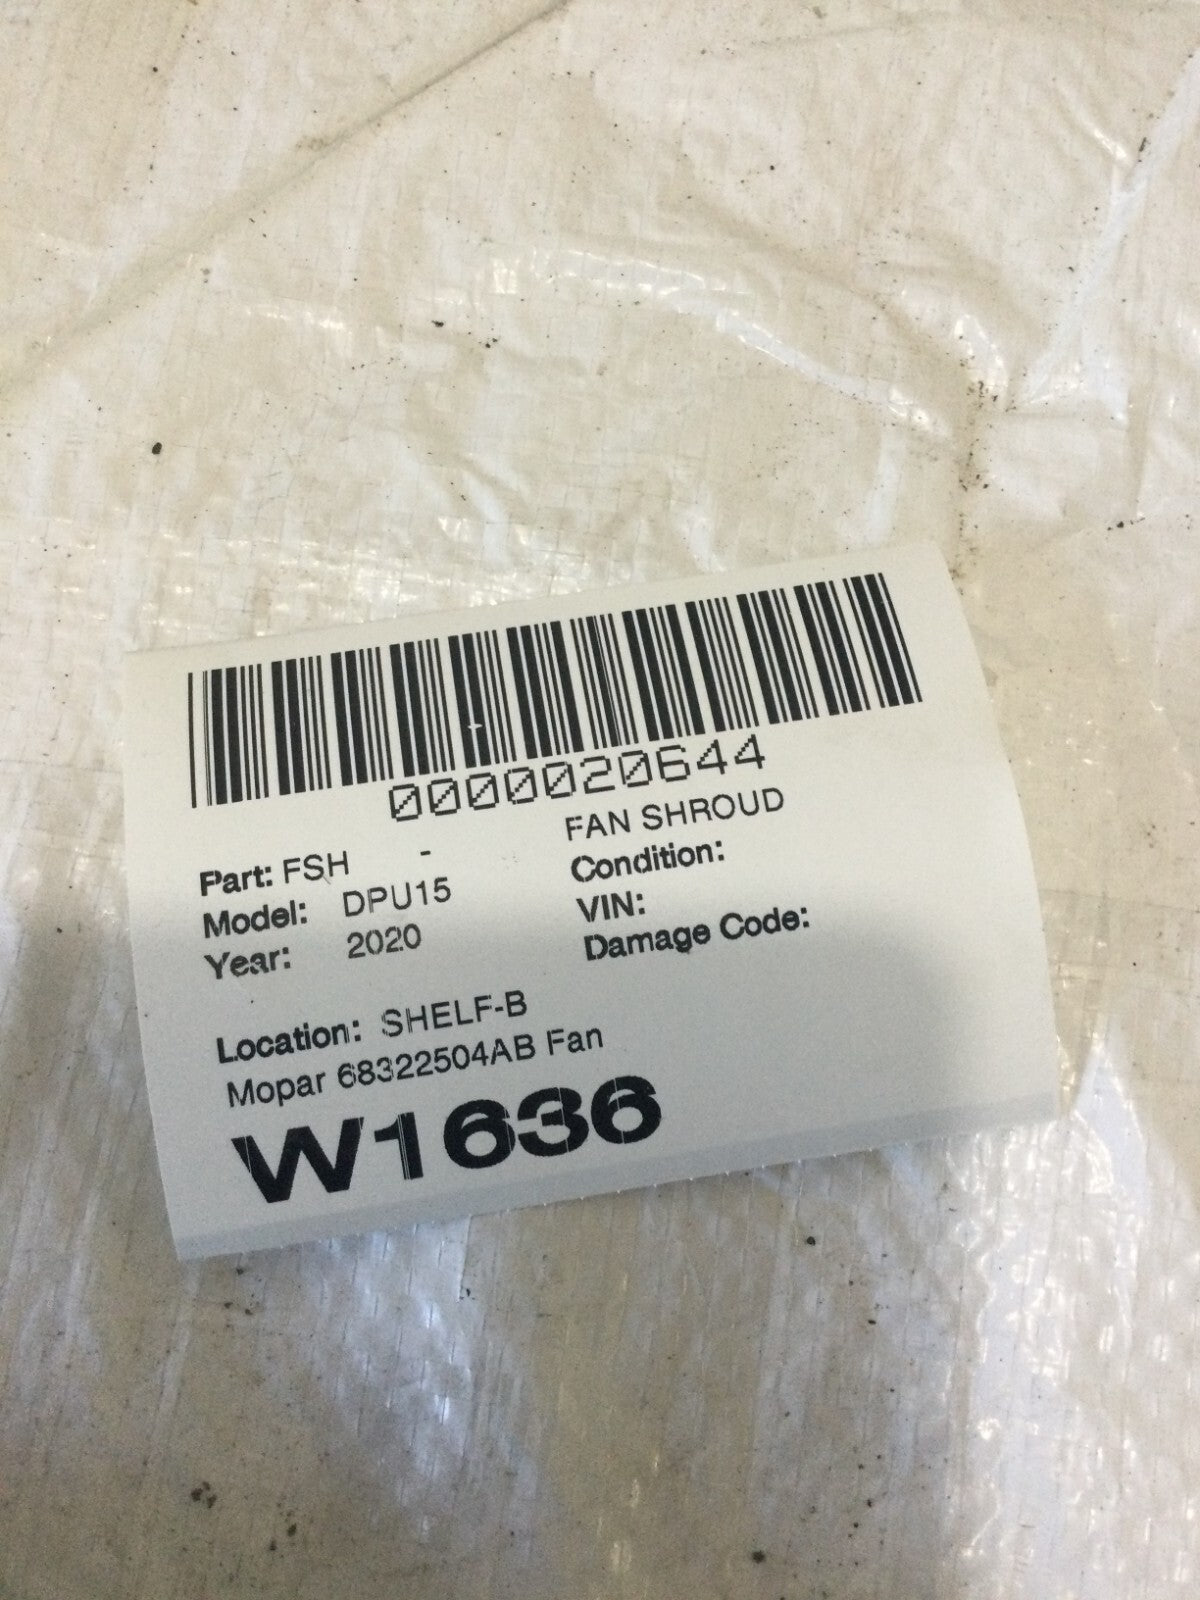 0000020644
Part: FSH - FAN SHROUD
Model: DPU15 Condition:
Year: 2020 VIN:
Damage Code:
Location: SHELF-B
Mopar 68322504AB Fan
W1636